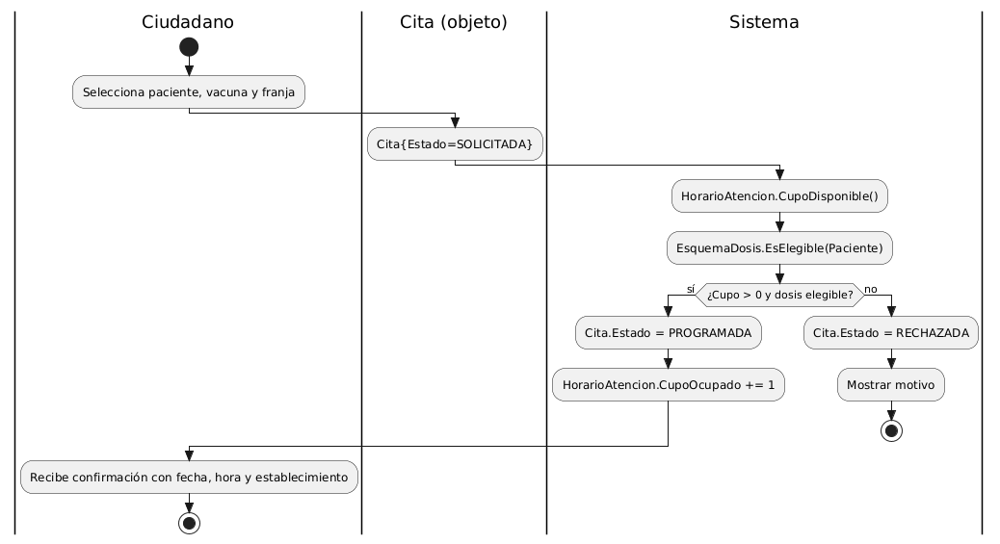 Ciudadano
Cita (objeto)
Sistema
Selecciona paciente, vacuna y franja
Cita{Estado=SOLICITADA}
HorarioAtencion.CupoDisponible()
EsquemaDosis.EsElegible(Paciente)
sí
¿Cupo > 0 y dosis elegible?
no
Cita.Estado = PROGRAMADA
Cita.Estado = RECHAZADA
HorarioAtencion.CupoOcupado += 1
Mostrar motivo
Recibe confirmación con fecha, hora y establecimiento